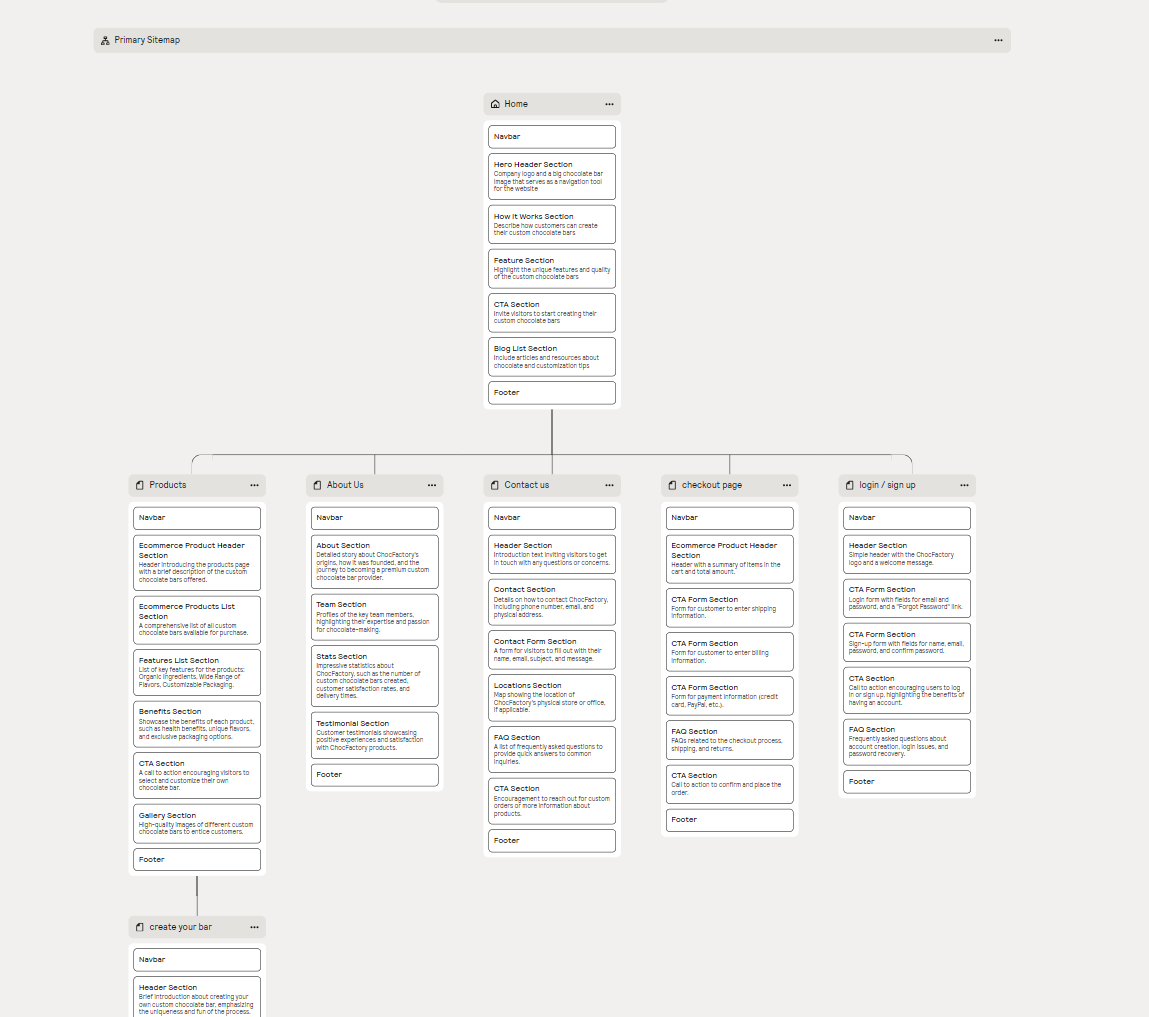 Primary Sitemap
Home
Navbar
Hero Header Section
Company logo and a big chocolate bar
image that serves as a navigation tool
for the website
How It Works Section
Describe how customers can create
their custom chocolate bars
Feature Section
Highlight the unique features and quality
of the custom chocolate bars
CTA Section
Invite visitors to start creating their
custom chocolate bars
Blog List Section
Include articles and resources about
chocolate and customization tips
Footer
Products
Navbar
Ecommerce Product Header
Section
Header introducing the products page
with a brief description of the custom
chocolate bars offered.
Ecommerce Products List
Section
A comprehensive list of all custom
chocolate bars available for purchase.
Features List Section
List of key features for the products:
Organic Ingredients, Wide Range of
Flavors, Customizable Packaging.
Benefits Section
Showcase the benefits of each product,
such as health benefits, unique flavors,
and exclusive packaging options.
CTA Section
A call to action encouraging visitors to
select and customize their own
chocolate bar.
Gallery Section
High-quality images of different custom
chocolate bars to entice customers.
Footer
About Us
Navbar
About Section
Detailed story about ChocFactory's
origins, how it was founded, and the
journey to becoming a premium custom
chocolate bar provider.
Team Section
Profiles of the key team members,
highlighting their expertise and passion
for chocolate-making.
Stats Section
Impressive statistics about
ChocFactory, such as the number of
custom chocolate bars created,
customer satisfaction rates, and
delivery times.
Testimonial Section
Customer testimonials showcasing
positive experiences and satisfaction
with ChocFactory products.
Footer
Contact us
Navbar
Header Section
Introduction text inviting visitors to get
in touch with any questions or concerns.
Contact Section
Details on how to contact ChocFactory,
including phone number, email, and
physical address.
Contact Form Section
A form for visitors to fill out with their
name, email, subject, and message.
Locations Section
Map showing the location of
ChocFactory's physical store or office,
if applicable.
FAQ Section
A list of frequently asked questions to
provide quick answers to common
inquiries.
CTA Section
Encouragement to reach out for custom
orders or more information about
products.
Footer
checkout page
Navbar
Ecommerce Product Header
Section
Header with a summary of items in the
cart and total amount.
CTA Form Section
Form for customer to enter shipping
information.
CTA Form Section
Form for customer to enter billing
information.
CTA Form Section
Form for payment information (credit
card, PayPal, etc.).
FAQ Section
FAQs related to the checkout process,
shipping, and returns.
CTA Section
Call to action to confirm and place the
order.
Footer
login / sign up
Navbar
Header Section
Simple header with the ChocFactory
logo and a welcome message.
CTA Form Section
Login form with fields for email and
password, and a "Forgot Password" link.
CTA Form Section
Sign-up form with fields for name, email,
password, and confirm password.
CTA Section
Call to action encouraging users to log
in or sign up, highlighting the benefits of
having an account.
FAQ Section
Frequently asked questions about
account creation, login issues, and
password recovery.
Footer
create your bar
Navbar
Header Section
Brief introduction about creating your
own custom chocolate bar, emphasizing
the uniqueness and fun of the process.